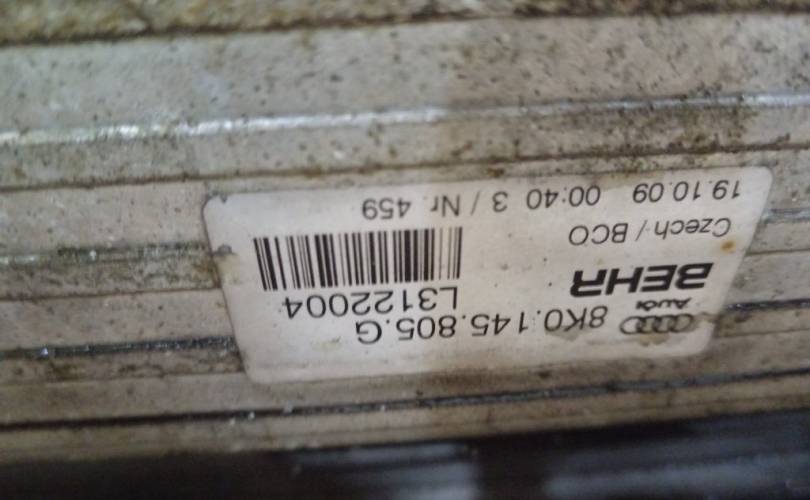 Audi 8K0.145.805.G
BEHR L3122004
Czech / BCO
19.10.09 00:40 3 / Nr. 459